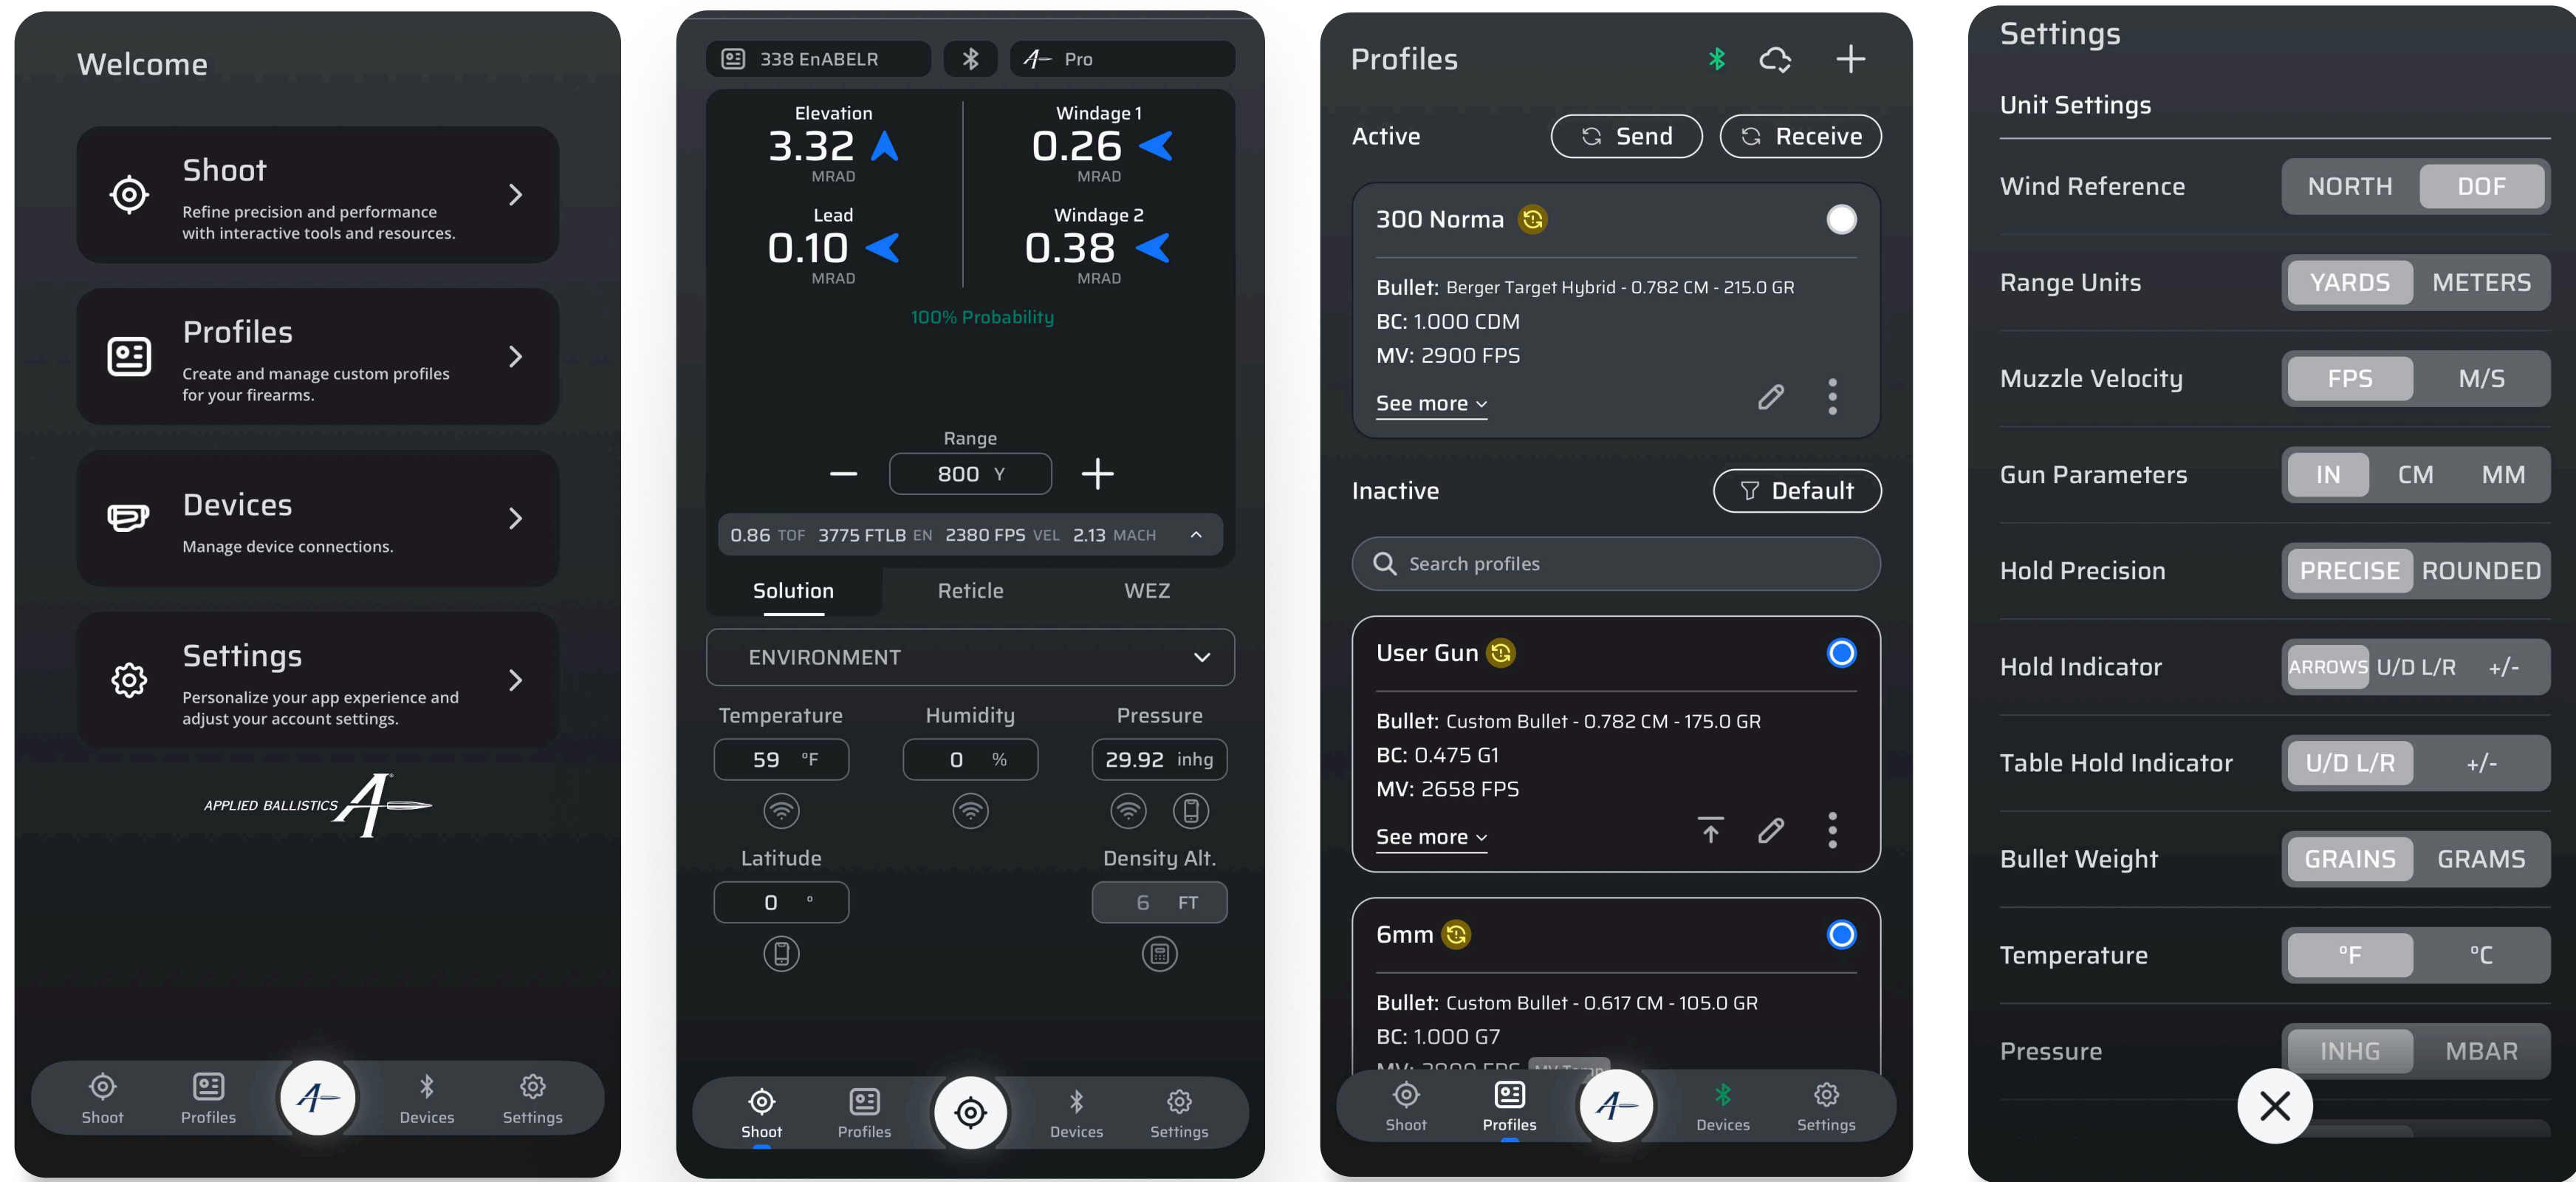 Welcome
Shoot
Refine precision and performance
with interactive tools and resources.
Profiles
Create and manage custom profiles
for your firearms.
Devices
Manage device connections.
Settings
Personalize your app experience and
adjust your account settings.
APPLIED BALLISTICS
Shoot Profiles Devices Settings
338 EnABELR Pro
Elevation Windage 1
3.32 0.26
MRAD MRAD
Lead Windage 2
0.10 0.38
MRAD MRAD
100% Probability
Range
800 Y
0.86 TOF 3775 FTLB EN 2380 FPS VEL 2.13 MACH
Solution Reticle WEZ
ENVIRONMENT
Temperature Humidity Pressure
59 °F 0 % 29.92 inhg
Latitude Density Alt.
0 ° 6 FT
Shoot Profiles Devices Settings
Profiles
Active Send Receive
300 Norma
Bullet: Berger Target Hybrid - 0.782 CM - 215.0 GR
BC: 1.000 CDM
MV: 2900 FPS
See more
Inactive Default
Search profiles
User Gun
Bullet: Custom Bullet - 0.782 CM - 175.0 GR
BC: 0.475 G1
MV: 2658 FPS
See more
6mm
Bullet: Custom Bullet - 0.617 CM - 105.0 GR
BC: 1.000 G7
Shoot Profiles Devices Settings
Settings
Unit Settings
Wind Reference NORTH DOF
Range Units YARDS METERS
Muzzle Velocity FPS M/S
Gun Parameters IN CM MM
Hold Precision PRECISE ROUNDED
Hold Indicator ARROWS U/D L/R +/-
Table Hold Indicator U/D L/R +/-
Bullet Weight GRAINS GRAMS
Temperature °F °C
Pressure INHG MBAR